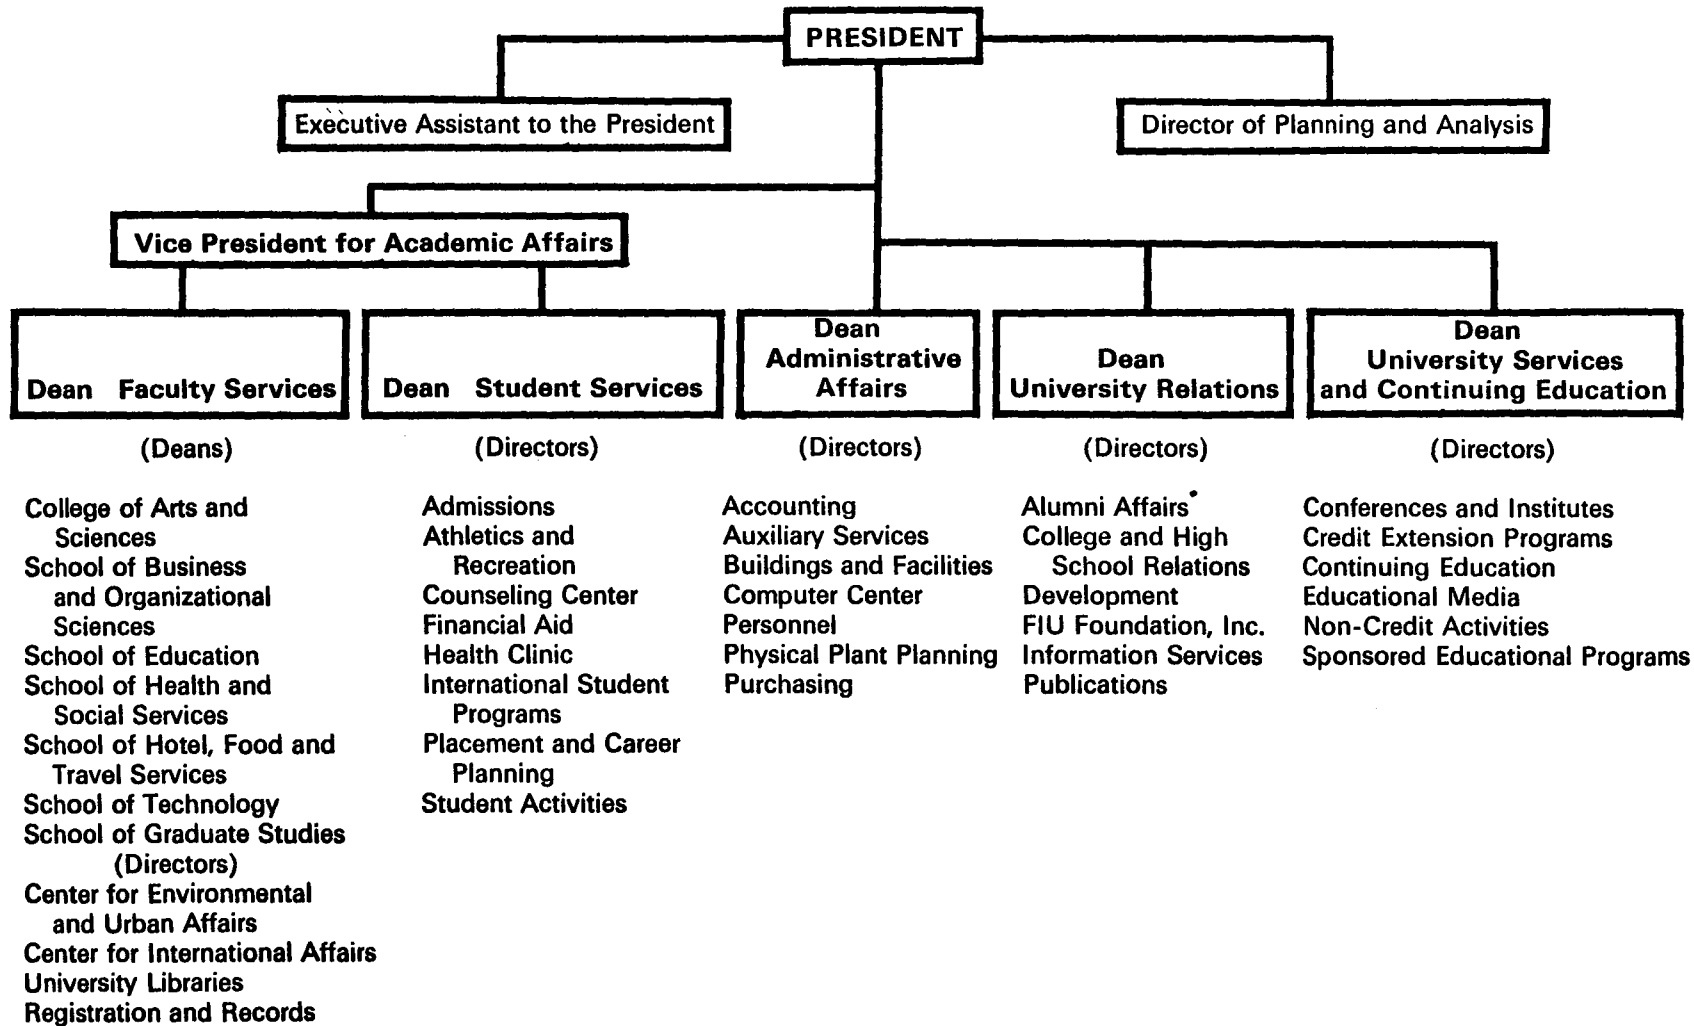 PRESIDENT
Executive Assistant to the President
Director of Planning and Analysis
Vice President for Academic Affairs
Dean Faculty Services
Dean Student Services
Dean
Administrative
Affairs
Dean
University Relations
Dean
University Services
and Continuing Education
(Deans)
College of Arts and
Sciences
School of Business
and Organizational
Sciences
School of Education
School of Health and
Social Services
School of Hotel, Food and
Travel Services
School of Technology
School of Graduate Studies
(Directors)
Center for Environmental
and Urban Affairs
Center for International Affairs
University Libraries
Registration and Records
(Directors)
Admissions
Athletics and
Recreation
Counseling Center
Financial Aid
Health Clinic
International Student
Programs
Placement and Career
Planning
Student Activities
(Directors)
Accounting
Auxiliary Services
Buildings and Facilities
Computer Center
Personnel
Physical Plant Planning
Purchasing
(Directors)
Alumni Affairs
College and High
School Relations
Development
FIU Foundation, Inc.
Information Services
Publications
(Directors)
Conferences and Institutes
Credit Extension Programs
Continuing Education
Educational Media
Non-Credit Activities
Sponsored Educational Programs